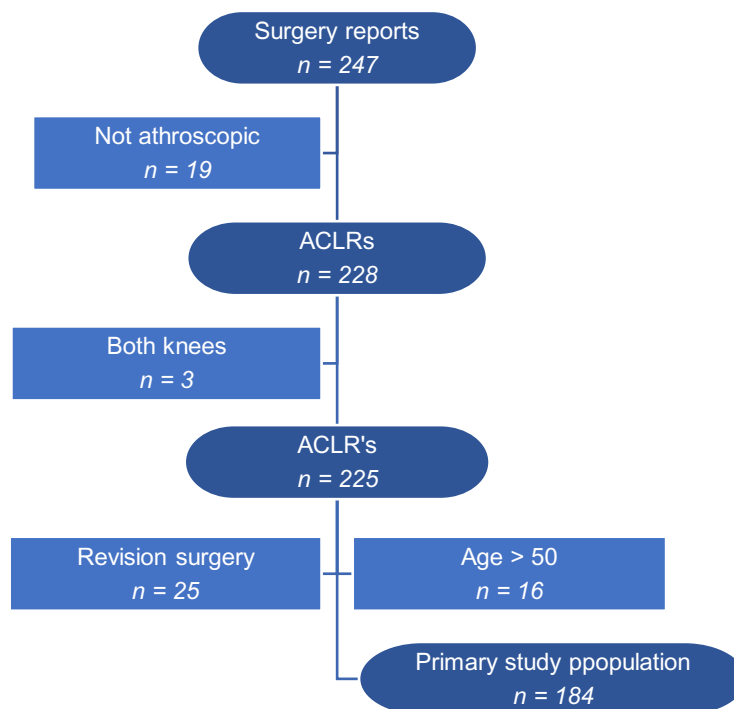 Surgery reports
n = 247
Not athroscopic
n = 19
ACLRs
n = 228
Both knees
n = 3
ACLR's
n = 225
Revision surgery
n = 25
Age > 50
n = 16
Primary study ppopulation
n = 184